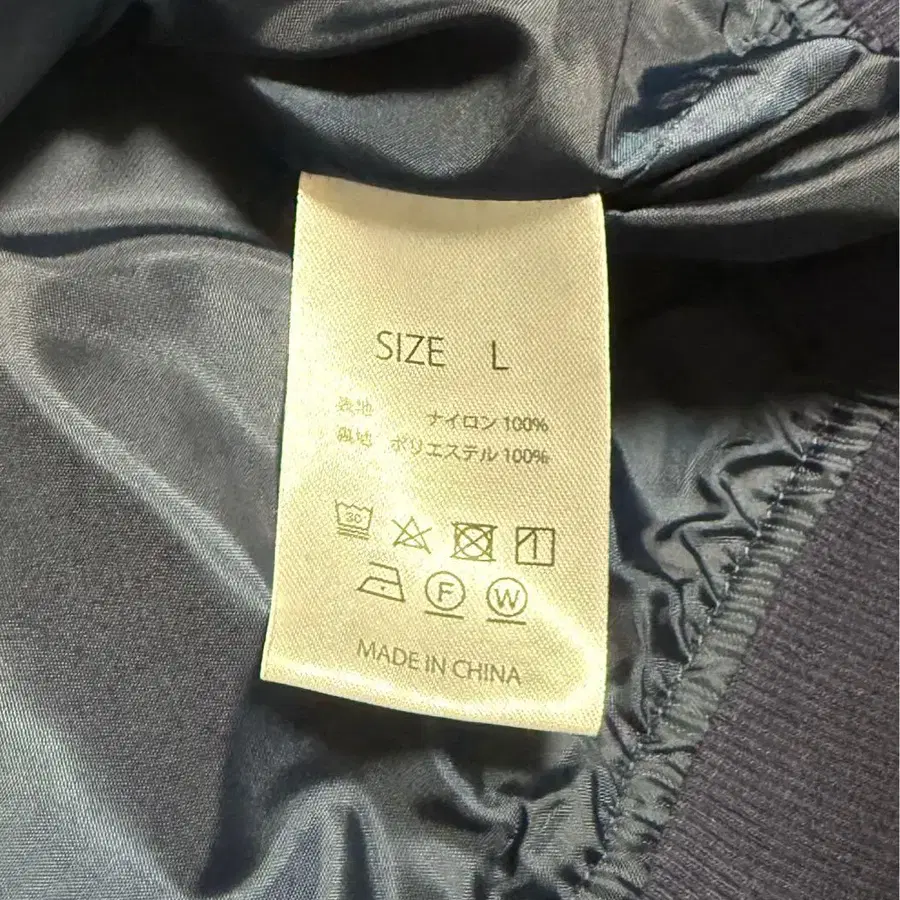 SIZE L
表地 ナイロン 100%
裏地 ポリエステル 100%
30
F W
MADE IN CHINA